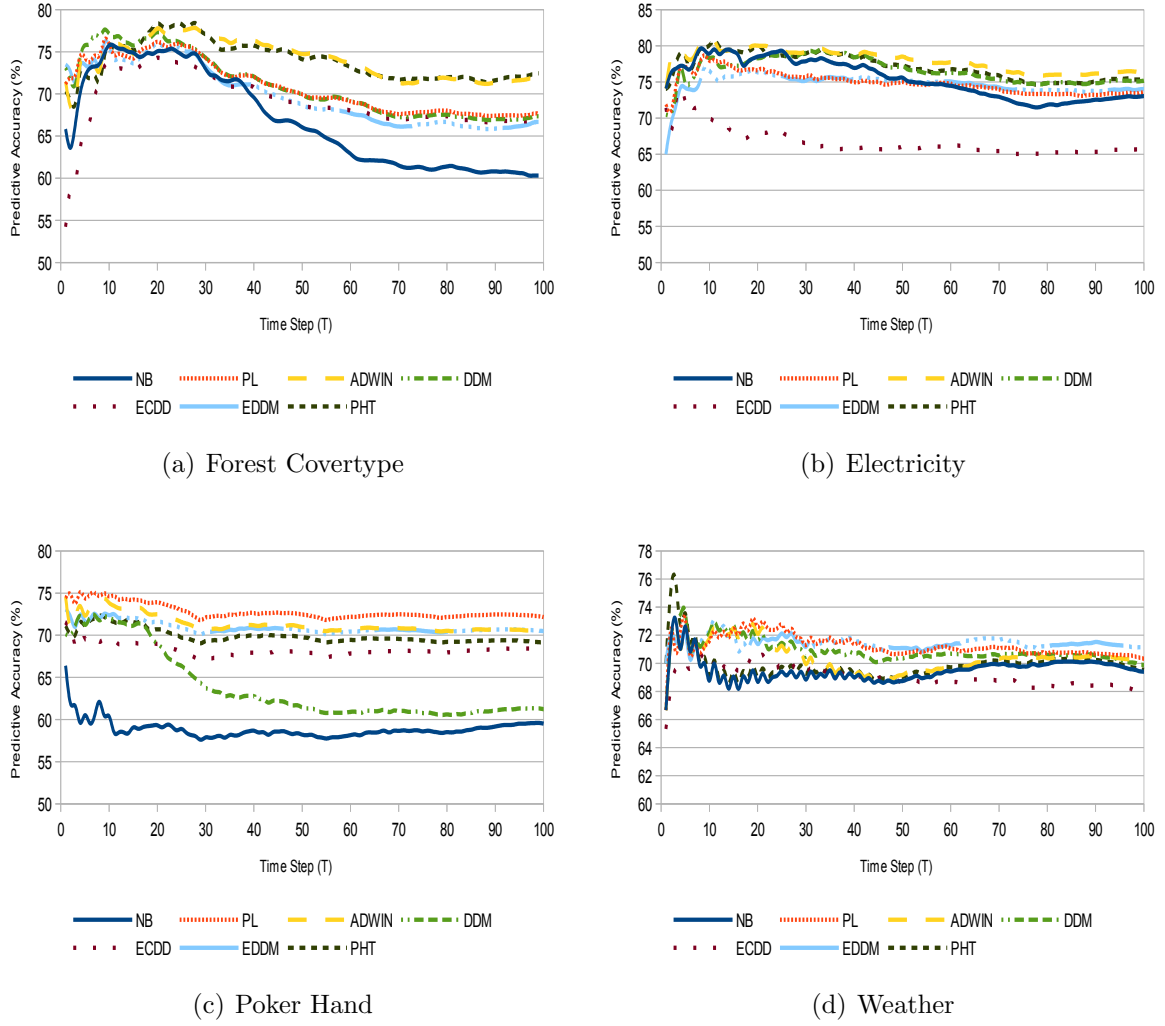 Predictive Accuracy (%)
80
75
70
65
60
55
50
0 10 20 30 40 50 60 70 80 90 100
Time Step (T)
NB PL ADWIN DDM
ECDD EDDM PHT
(a) Forest Covertype
Predictive Accuracy (%)
85
80
75
70
65
60
55
50
0 10 20 30 40 50 60 70 80 90 100
Time Step (T)
NB PL ADWIN DDM
ECDD EDDM PHT
(b) Electricity
Predictive Accuracy (%)
80
75
70
65
60
55
50
0 10 20 30 40 50 60 70 80 90 100
Time Step (T)
NB PL ADWIN DDM
ECDD EDDM PHT
(c) Poker Hand
Predictive Accuracy (%)
78
76
74
72
70
68
66
64
62
60
0 10 20 30 40 50 60 70 80 90 100
Time Step (T)
NB PL ADWIN DDM
ECDD EDDM PHT
(d) Weather